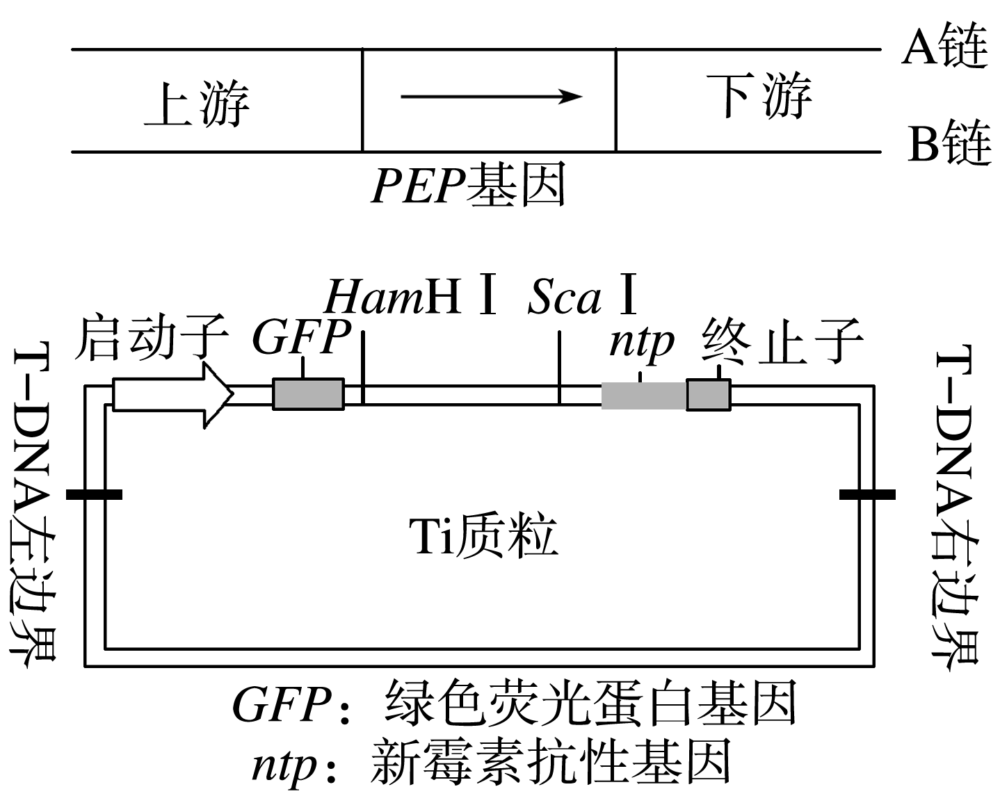 A链
上游
下游
B链
PEP基因
HamHⅠ
ScaⅠ
启动子
GFP
ntp
终止子
T-DNA左边界
T-DNA右边界
Ti质粒
GFP：绿色荧光蛋白基因
ntp：新霉素抗性基因